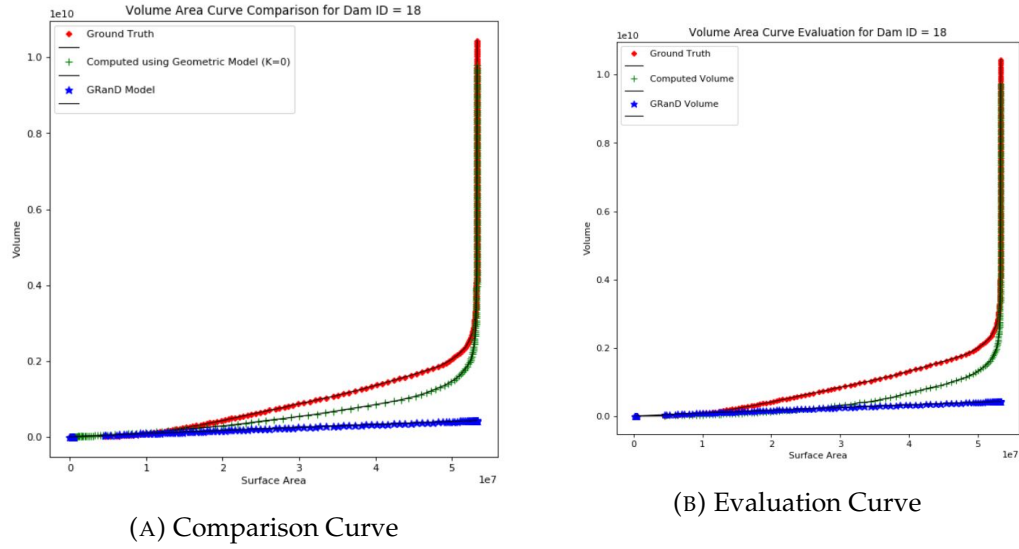 Volume Area Curve Comparison for Dam ID = 18
1e10
Ground Truth
Computed using Geometric Model (K=0)
GRanD Model
1.0
0.8
0.6
0.4
0.2
0.0
Volume
0 1 2 3 4 5
1e7
Surface Area
(A) Comparison Curve
Volume Area Curve Evaluation for Dam ID = 18
1e10
Ground Truth
Computed Volume
GRanD Volume
1.0
0.8
0.6
0.4
0.2
0.0
Volume
0 1 2 3 4 5
Surface Area
1e7
(B) Evaluation Curve